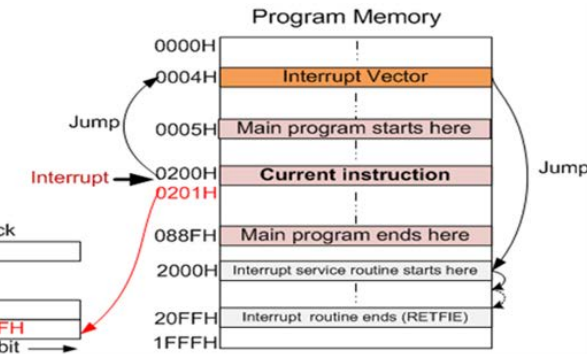 Program Memory
0000H
0004H Interrupt Vector
Jump
0005H Main program starts here
Jump
Interrupt 0200H Current instruction
0201H
ck
088FH Main program ends here
2000H Interrupt service routine starts here
20FFH Interrupt routine ends (RETFIE)
FH
1FFFH
bit